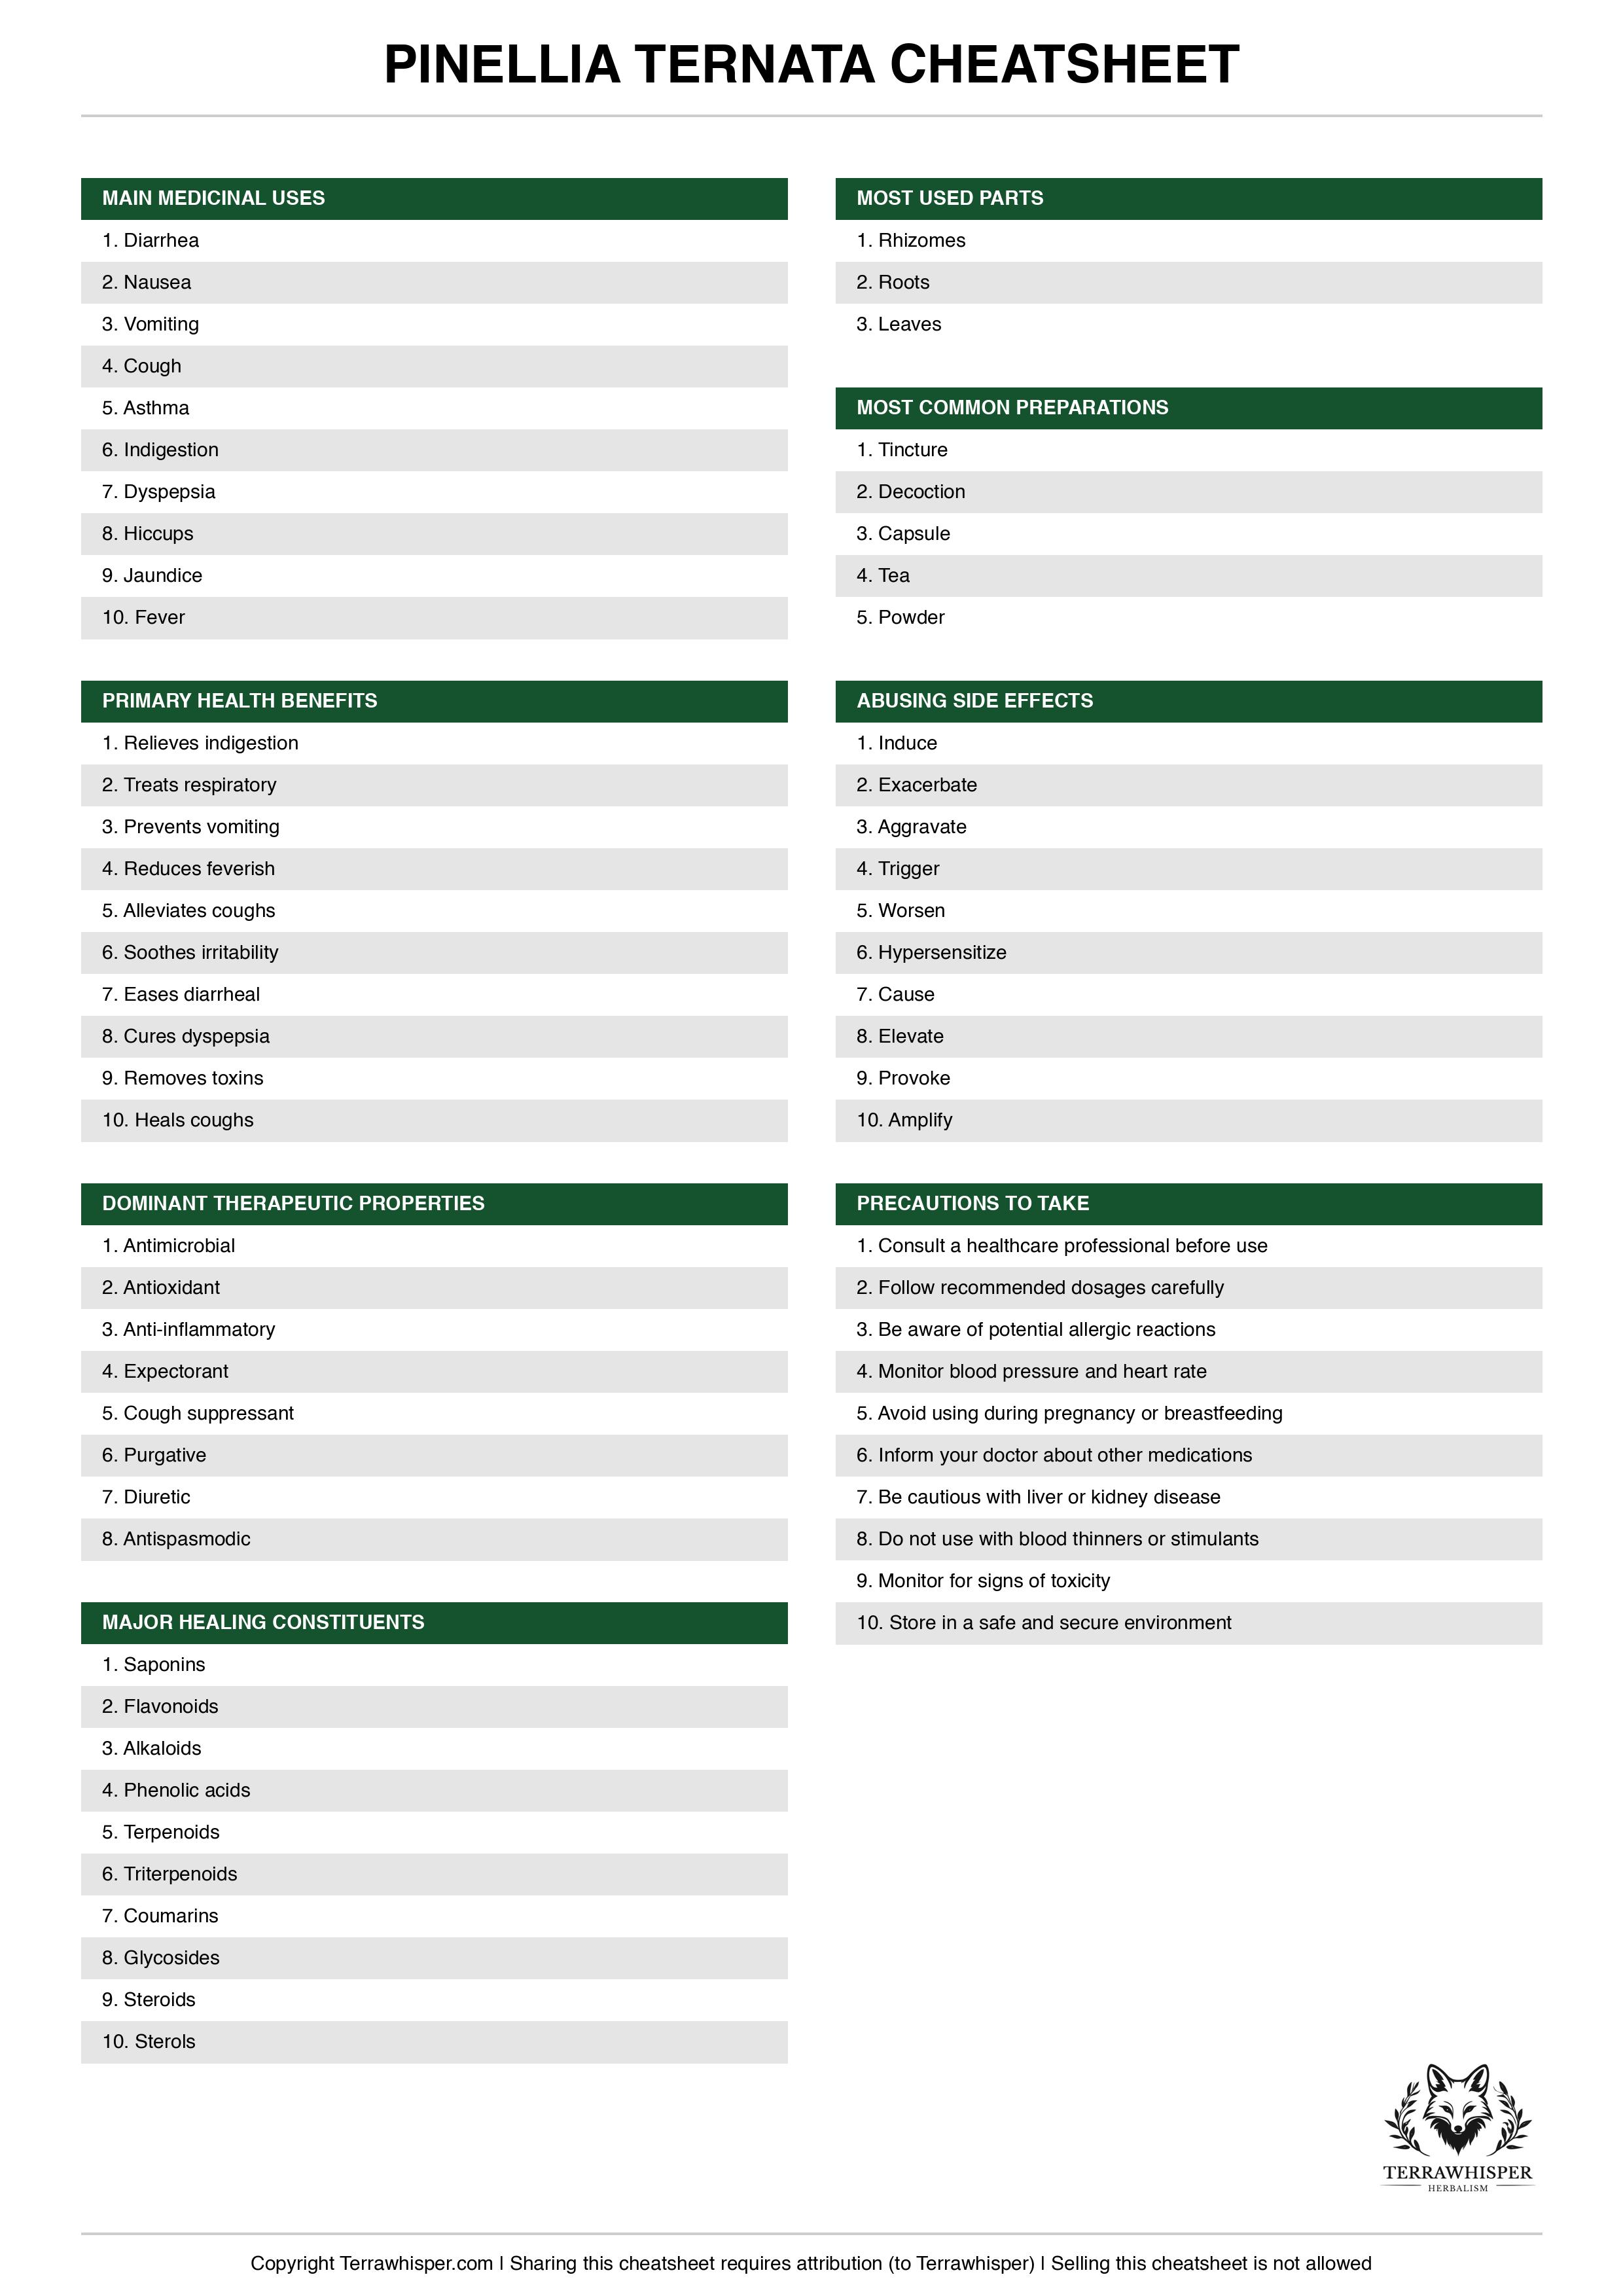 PINELLIA TERNATA CHEATSHEET
MAIN MEDICINAL USES
1. Diarrhea
2. Nausea
3. Vomiting
4. Cough
5. Asthma
6. Indigestion
7. Dyspepsia
8. Hiccups
9. Jaundice
10. Fever
PRIMARY HEALTH BENEFITS
1. Relieves indigestion
2. Treats respiratory
3. Prevents vomiting
4. Reduces feverish
5. Alleviates coughs
6. Soothes irritability
7. Eases diarrheal
8. Cures dyspepsia
9. Removes toxins
10. Heals coughs
DOMINANT THERAPEUTIC PROPERTIES
1. Antimicrobial
2. Antioxidant
3. Anti-inflammatory
4. Expectorant
5. Cough suppressant
6. Purgative
7. Diuretic
8. Antispasmodic
MAJOR HEALING CONSTITUENTS
1. Saponins
2. Flavonoids
3. Alkaloids
4. Phenolic acids
5. Terpenoids
6. Triterpenoids
7. Coumarins
8. Glycosides
9. Steroids
10. Sterols
MOST USED PARTS
1. Rhizomes
2. Roots
3. Leaves
MOST COMMON PREPARATIONS
1. Tincture
2. Decoction
3. Capsule
4. Tea
5. Powder
ABUSING SIDE EFFECTS
1. Induce
2. Exacerbate
3. Aggravate
4. Trigger
5. Worsen
6. Hypersensitize
7. Cause
8. Elevate
9. Provoke
10. Amplify
PRECAUTIONS TO TAKE
1. Consult a healthcare professional before use
2. Follow recommended dosages carefully
3. Be aware of potential allergic reactions
4. Monitor blood pressure and heart rate
5. Avoid using during pregnancy or breastfeeding
6. Inform your doctor about other medications
7. Be cautious with liver or kidney disease
8. Do not use with blood thinners or stimulants
9. Monitor for signs of toxicity
10. Store in a safe and secure environment
TERRAWHISPER
HERBALISM
Copyright Terrawhisper.com | Sharing this cheatsheet requires attribution (to Terrawhisper) | Selling this cheatsheet is not allowed